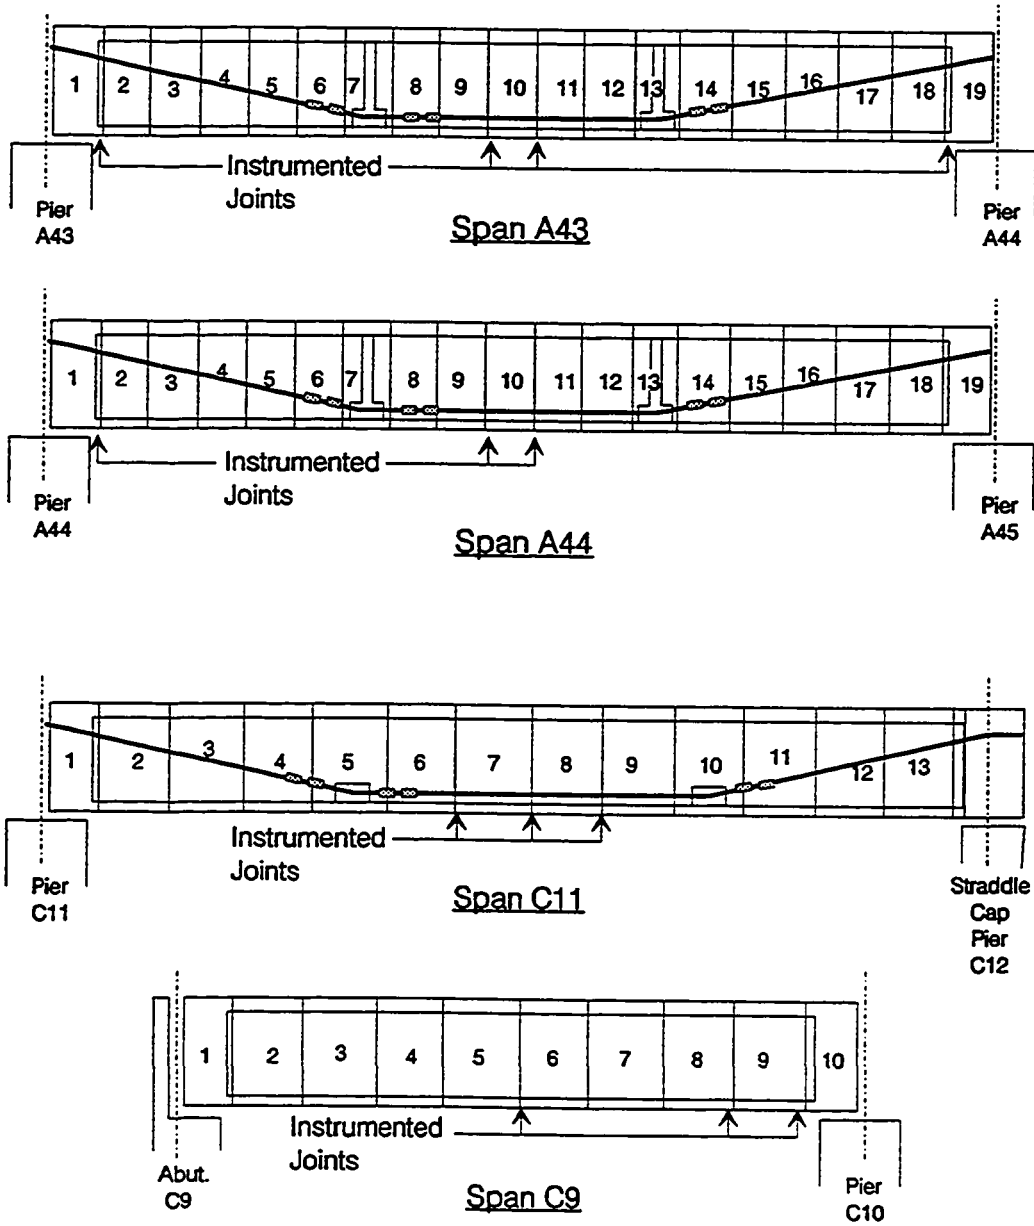 1 2 3 4 5 6 7 8 9 10 11 12 13 14 15 16 17 18 19
Instrumented
Joints
Pier
A43
Pier
A44
Span A43
1 2 3 4 5 6 7 8 9 10 11 12 13 14 15 16 17 18 19
Instrumented
Joints
Pier
A44
Pier
A45
Span A44
1 2 3 4 5 6 7 8 9 10 11 12 13
Instrumented
Joints
Pier
C11
Straddle
Cap
Pier
C12
Span C11
1 2 3 4 5 6 7 8 9 10
Instrumented
Joints
Abut.
C9
Pier
C10
Span C9